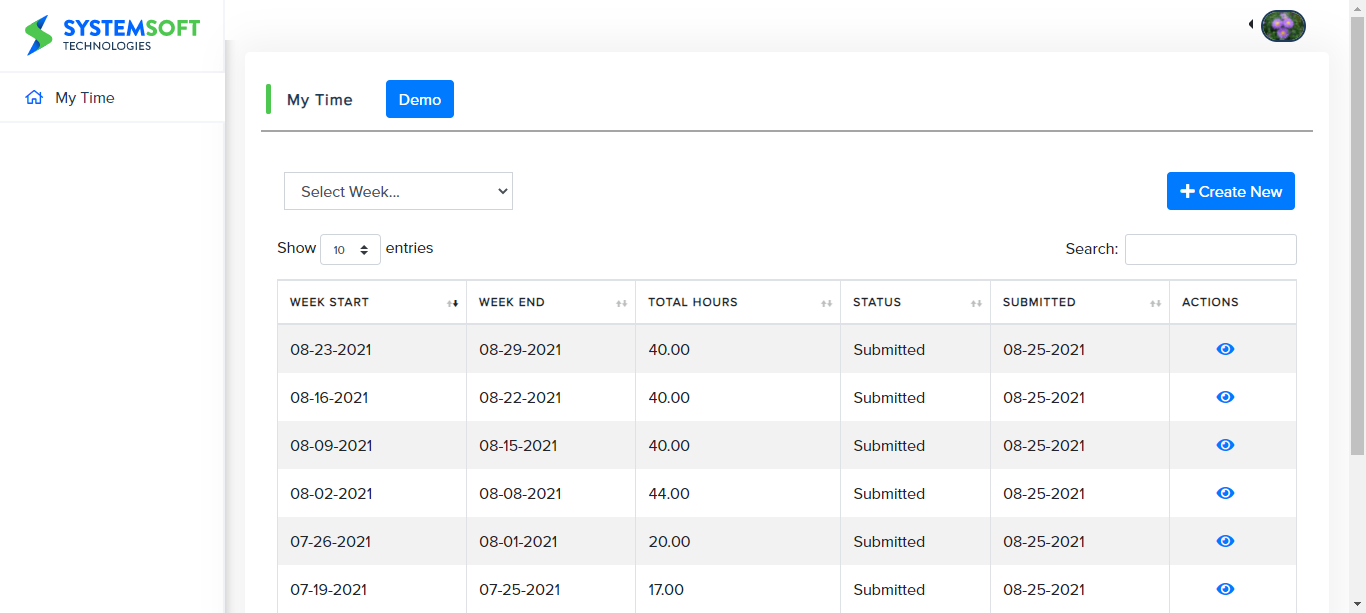 SYSTEMSOFT
TECHNOLOGIES
My Time
My Time Demo
Select Week...
Create New
Show 10 entries Search:
WEEK START WEEK END TOTAL HOURS STATUS SUBMITTED ACTIONS
08-23-2021 08-29-2021 40.00 Submitted 08-25-2021
08-16-2021 08-22-2021 40.00 Submitted 08-25-2021
08-09-2021 08-15-2021 40.00 Submitted 08-25-2021
08-02-2021 08-08-2021 44.00 Submitted 08-25-2021
07-26-2021 08-01-2021 20.00 Submitted 08-25-2021
07-19-2021 07-25-2021 17.00 Submitted 08-25-2021